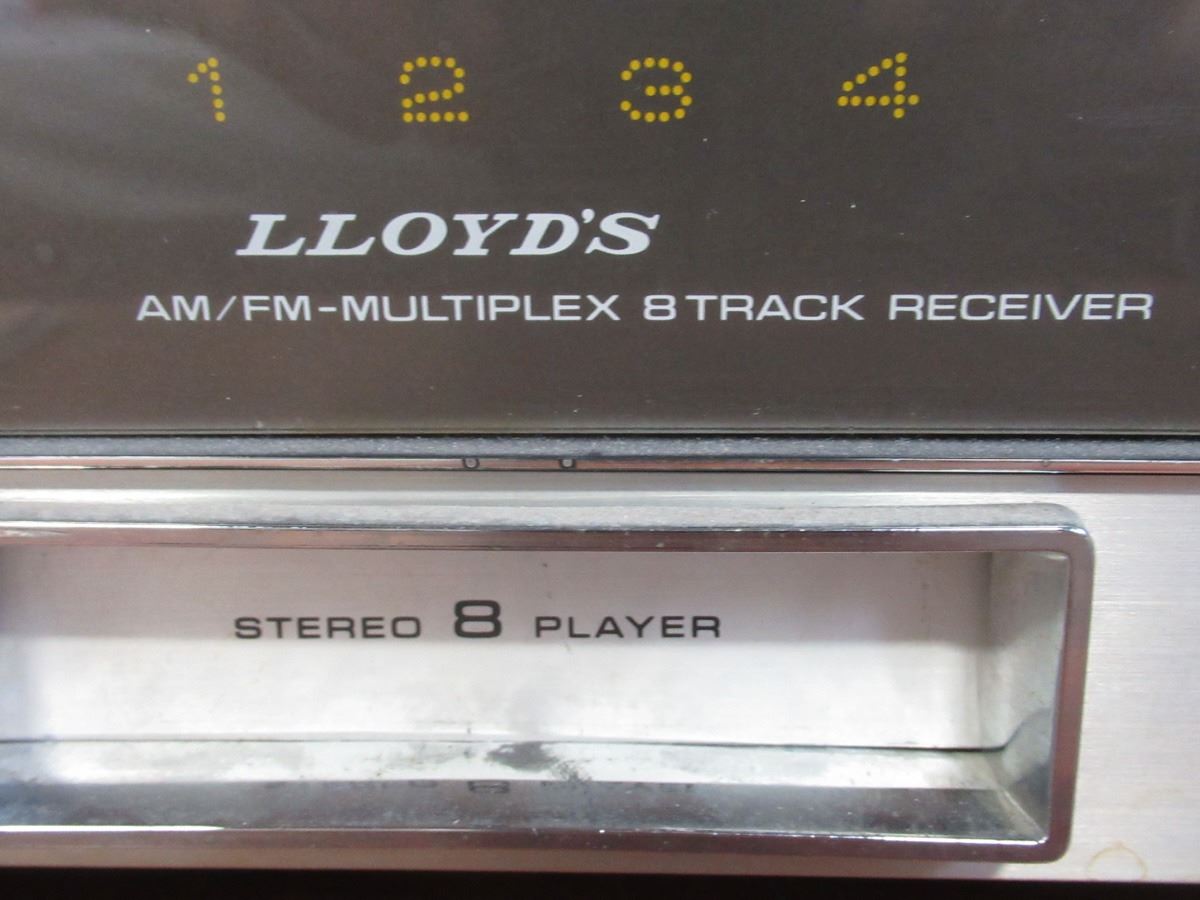 1 2 3 4
LLOYD'S
AM/FM-MULTIPLEX 8 TRACK RECEIVER
STEREO 8 PLAYER